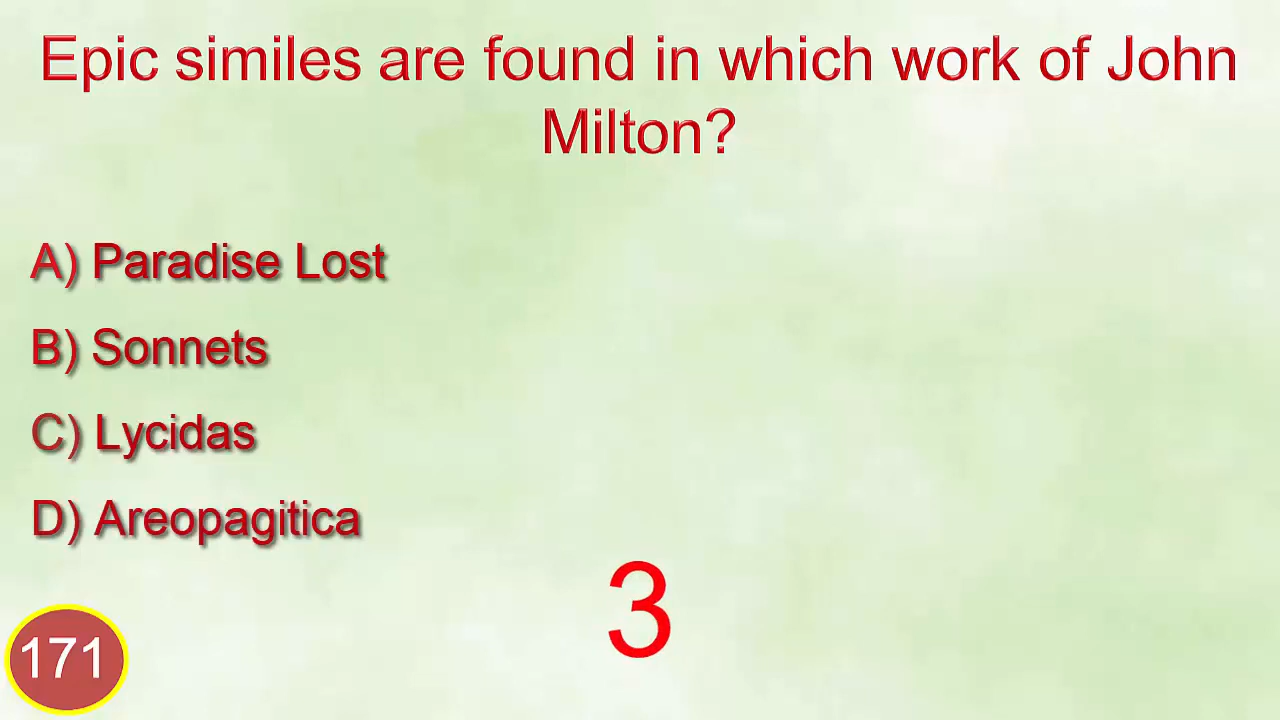 Epic similes are found in which work of John
Milton?
A) Paradise Lost
B) Sonnets
C) Lycidas
D) Areopagitica
3
171